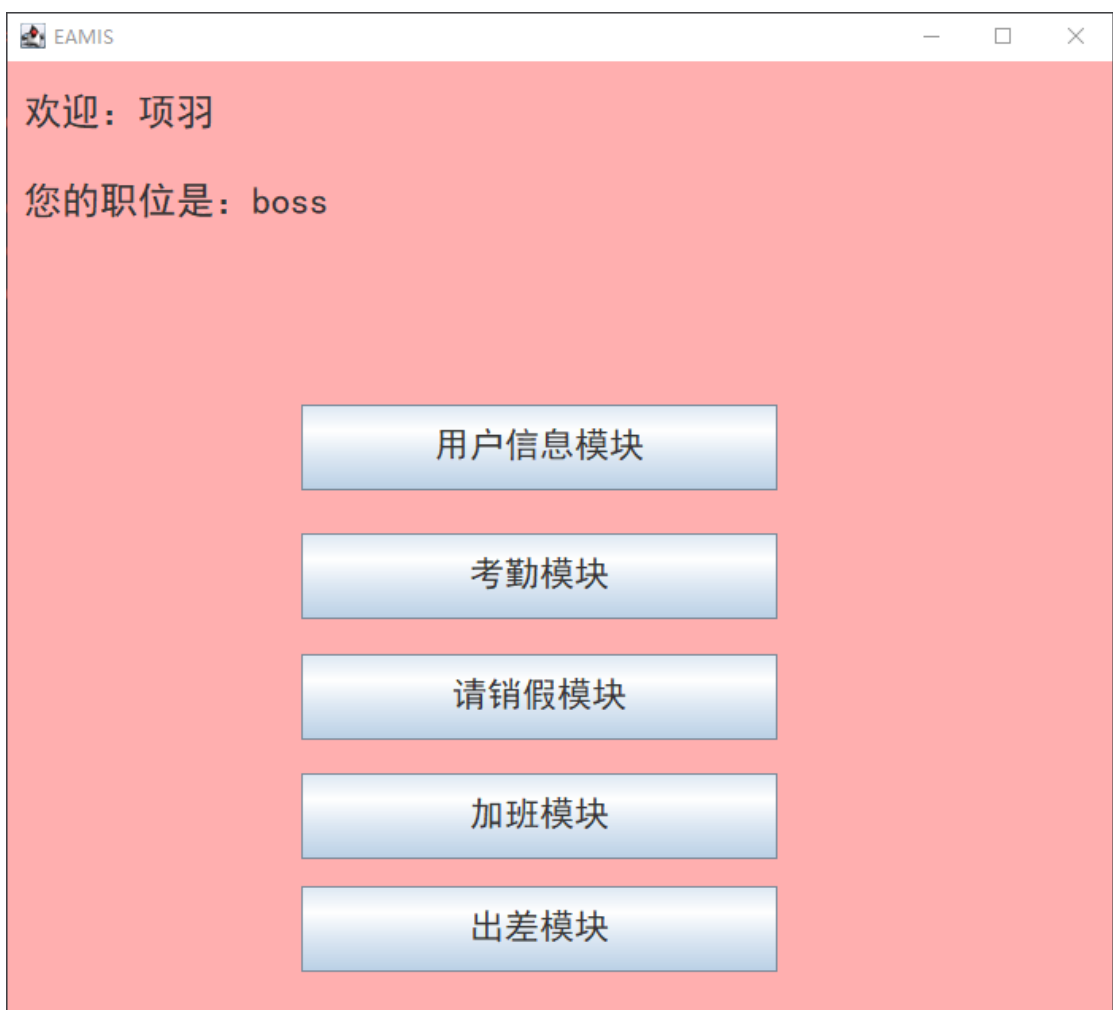 EAMIS
欢迎：项羽
您的职位是：boss
用户信息模块
考勤模块
请销假模块
加班模块
出差模块